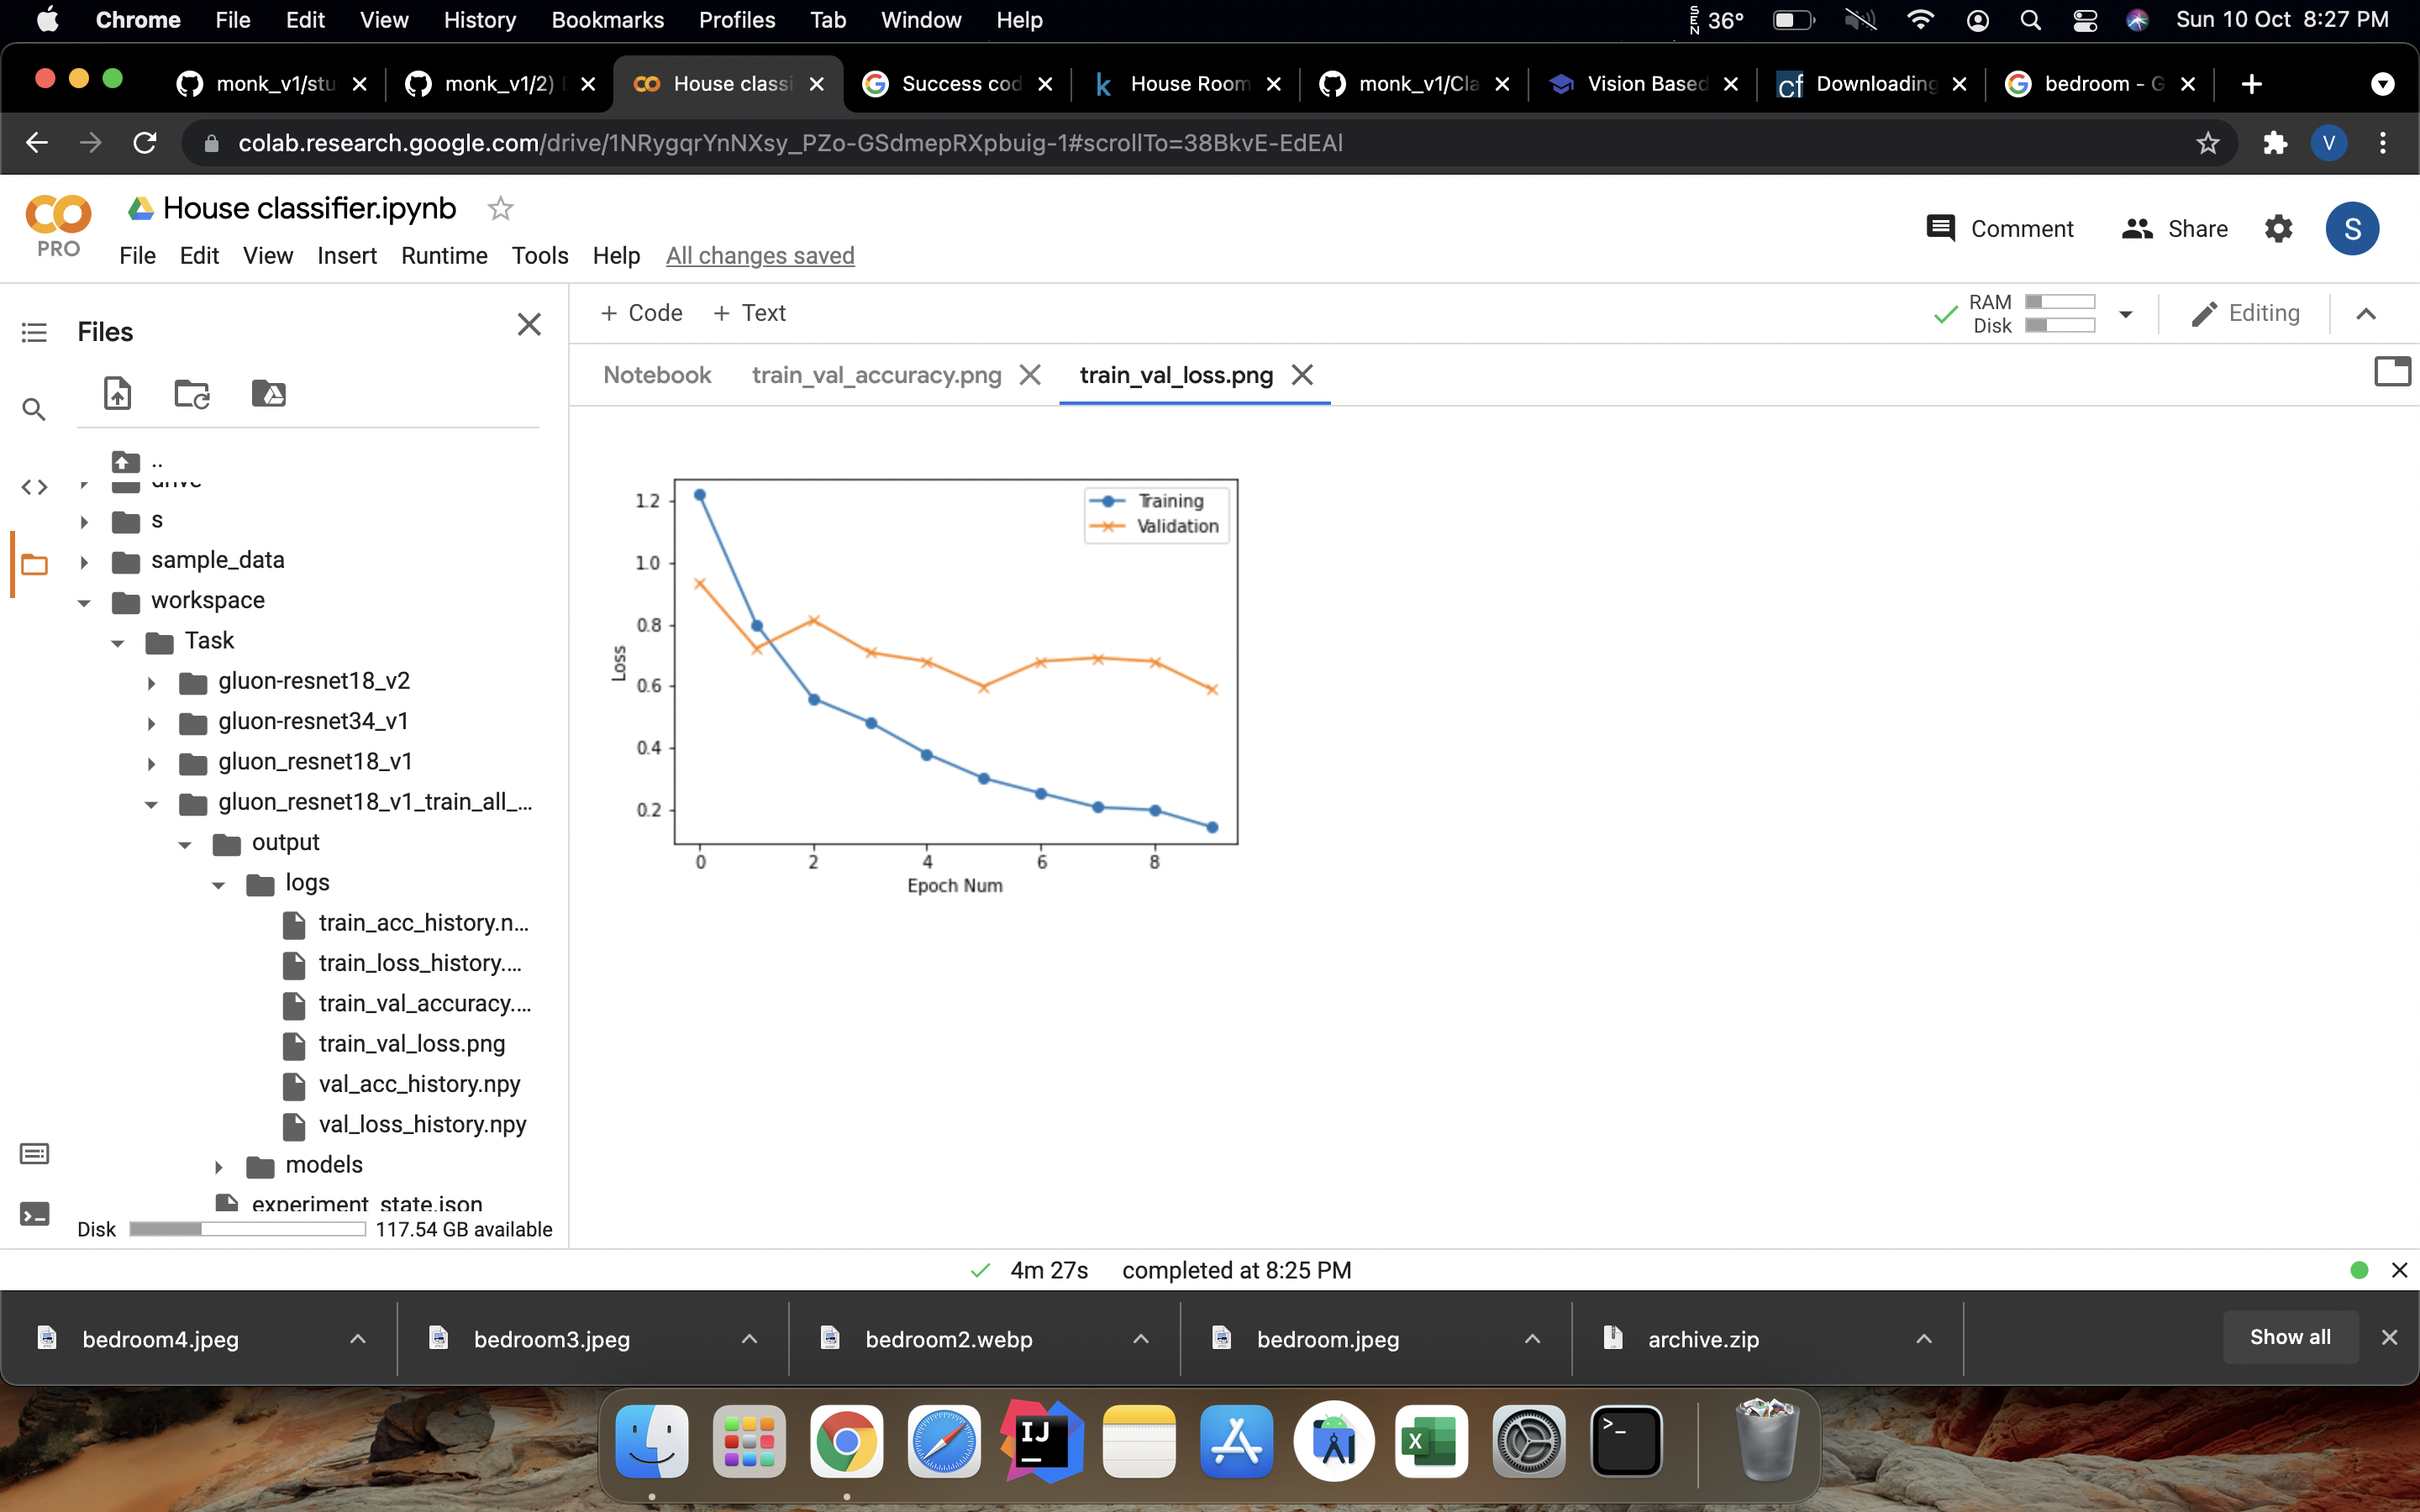 Chrome File Edit View History Bookmarks Profiles Tab Window Help SEN 36° Sun 10 Oct 8:27 PM
monk_v1/stu monk_v1/2) House classi Success cod House Room monk_v1/Cla Vision Based cf Downloading bedroom - G
colab.research.google.com/drive/1NRygqrYnNXsy_PZo-GSdmepRXpbuig-1#scrollTo=38BkvE-EdEAl V
House classifier.ipynb
PRO
File Edit View Insert Runtime Tools Help All changes saved
Comment Share S
Files
+ Code + Text
RAM
Disk
Editing
Notebook train_val_accuracy.png train_val_loss.png
..
drive
s
sample_data
workspace
Task
gluon-resnet18_v2
gluon-resnet34_v1
gluon_resnet18_v1
gluon_resnet18_v1_train_all_...
output
logs
train_acc_history.n...
train_loss_history....
train_val_accuracy....
train_val_loss.png
val_acc_history.npy
val_loss_history.npy
models
experiment_state.json
Disk 117.54 GB available
Training
Validation
1.2
1.0
0.8
0.6
0.4
0.2
Loss
0 2 4 6 8
Epoch Num
4m 27s completed at 8:25 PM
bedroom4.jpeg bedroom3.jpeg bedroom2.webp bedroom.jpeg archive.zip Show all
IJ
X
>_